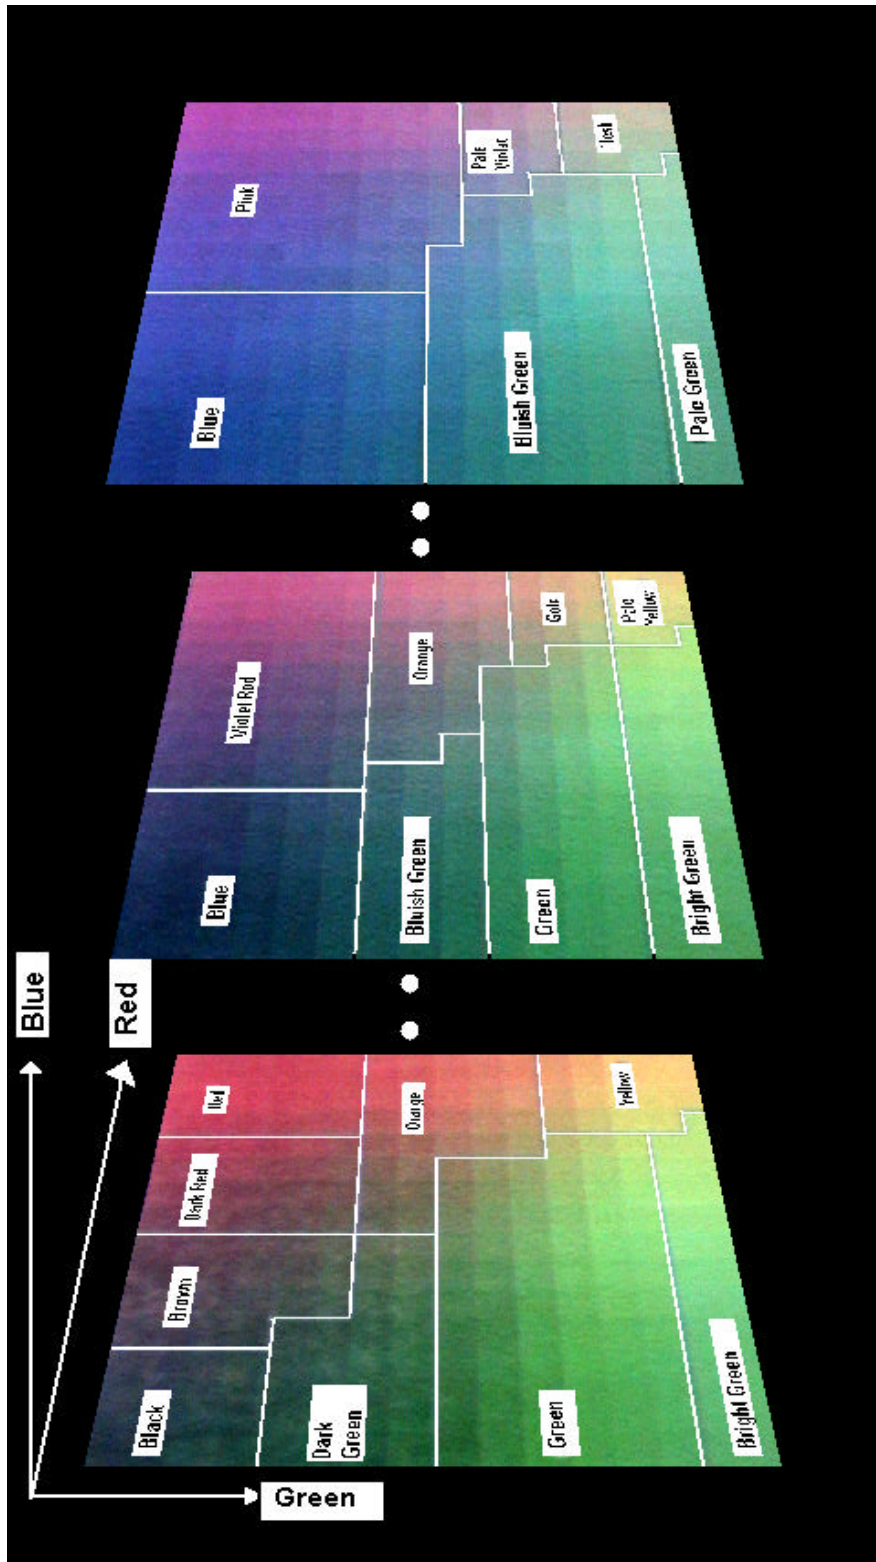 Blue
Red
Green
Black
Brown
Dark Red
Red
Dark
Green
Orange
Green
Yellow
Bright Green
Blue
Violet Red
Bluish Green
Orange
Green
Gold
Pale
Yellow
Bright Green
Blue
Pink
Bluish Green
Pale
Violet
Pale Green